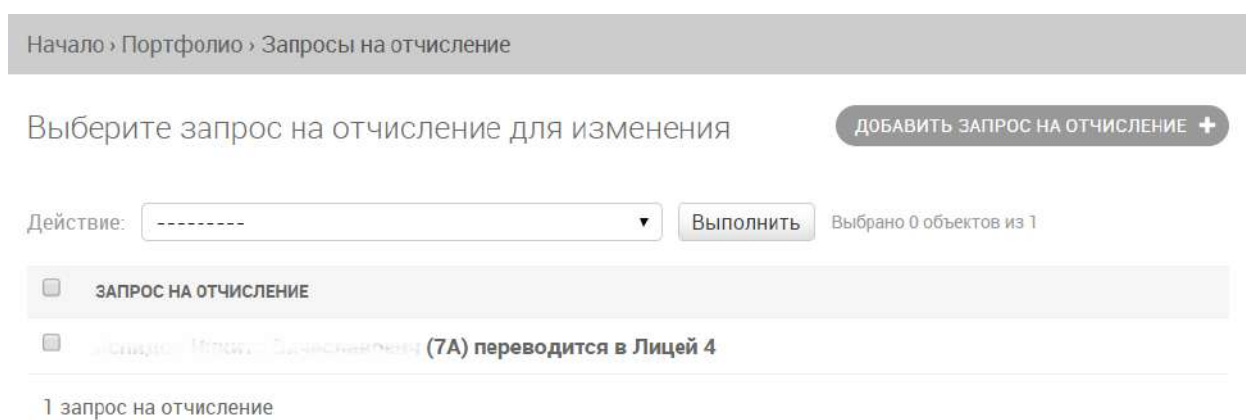 Начало › Портфолио › Запросы на отчисление
Выберите запрос на отчисление для изменения
ДОБАВИТЬ ЗАПРОС НА ОТЧИСЛЕНИЕ +
Действие: --------- Выполнить Выбрано 0 объектов из 1
ЗАПРОС НА ОТЧИСЛЕНИЕ
(7А) переводится в Лицей 4
1 запрос на отчисление